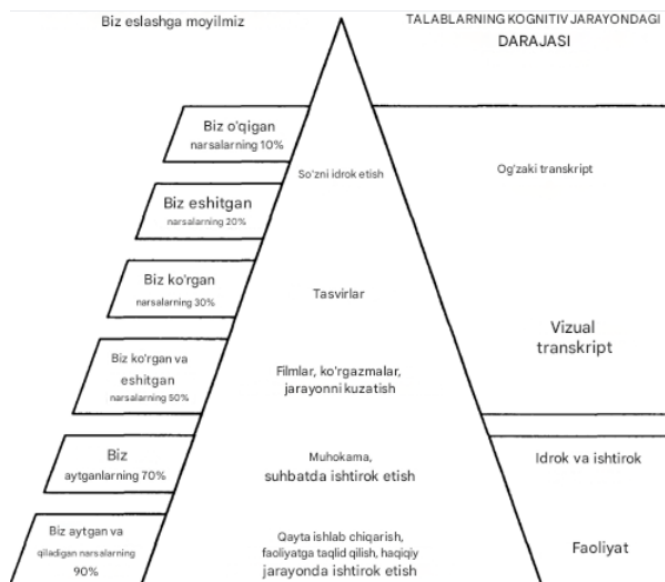 Biz eslashga moyilmiz
TALABLARNING KOGNITIV JARAYONDAGI
DARAJASI
Biz o'qigan
narsalarning 10%
So'zni idrok etish
Og'zaki transkript
Biz eshitgan
narsalarning 20%
Biz ko'rgan
narsalarning 30%
Tasvirlar
Vizual
transkript
Biz ko'rgan va
eshitgan
narsalarning 50%
Filmlar, ko'rgazmalar,
jarayonni kuzatish
Biz
aytganlarning 70%
Muhokama,
suhbatda ishtirok etish
Idrok va ishtirok
Biz aytgan va
qiladigan narsalarning
90%
Qayta ishlab chiqarish,
faoliyatga taqlid qilish, haqiqiy
jarayonda ishtirok etish
Faoliyat